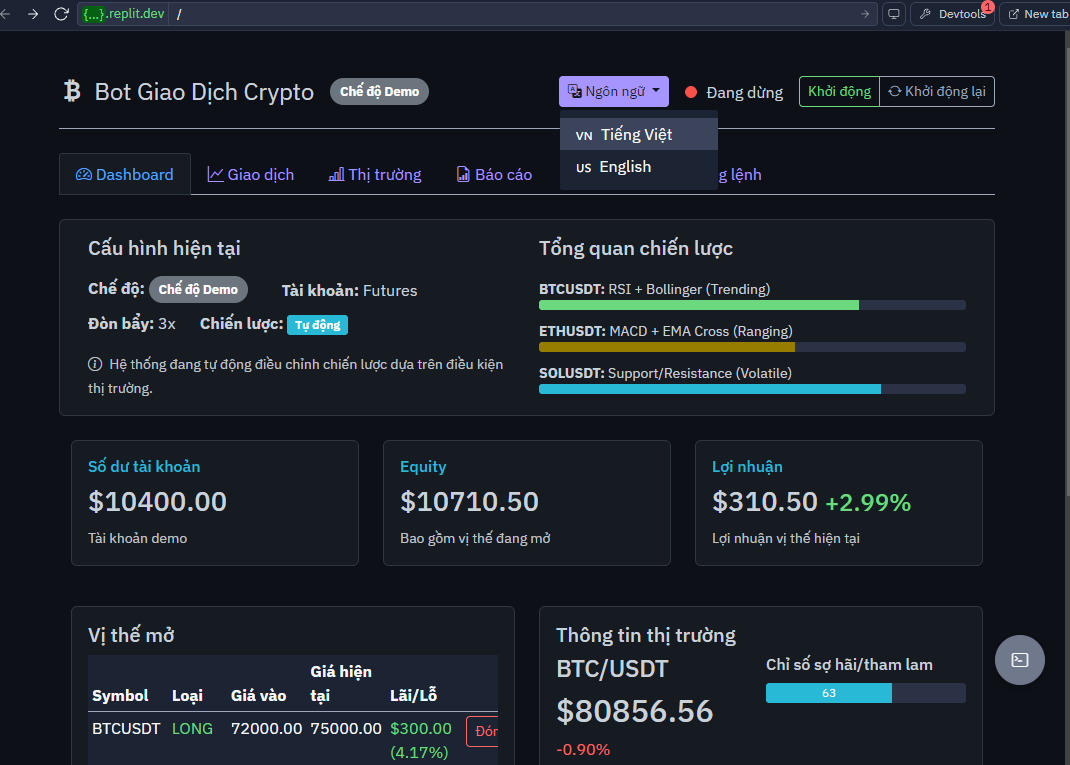 {...}.replit.dev /
Devtools 1
New tab
Bot Giao Dịch Crypto Chế độ Demo
Ngôn ngữ Đang dừng Khởi động Khởi động lại
VN Tiếng Việt
US English
Dashboard Giao dịch Thị trường Báo cáo g lệnh
Cấu hình hiện tại
Chế độ: Chế độ Demo Tài khoản: Futures
Đòn bẩy: 3x Chiến lược: Tự động
Hệ thống đang tự động điều chỉnh chiến lược dựa trên điều kiện
thị trường.
Tổng quan chiến lược
BTCUSDT: RSI + Bollinger (Trending)
ETHUSDT: MACD + EMA Cross (Ranging)
SOLUSDT: Support/Resistance (Volatile)
Số dư tài khoản
$10400.00
Tài khoản demo
Equity
$10710.50
Bao gồm vị thế đang mở
Lợi nhuận
$310.50 +2.99%
Lợi nhuận vị thế hiện tại
Vị thế mở
Symbol Loại Giá vào Giá hiện tại Lãi/Lỗ
BTCUSDT LONG 72000.00 75000.00 $300.00 Đón
(4.17%)
Thông tin thị trường
BTC/USDT
$80856.56
-0.90%
Chỉ số sợ hãi/tham lam
63